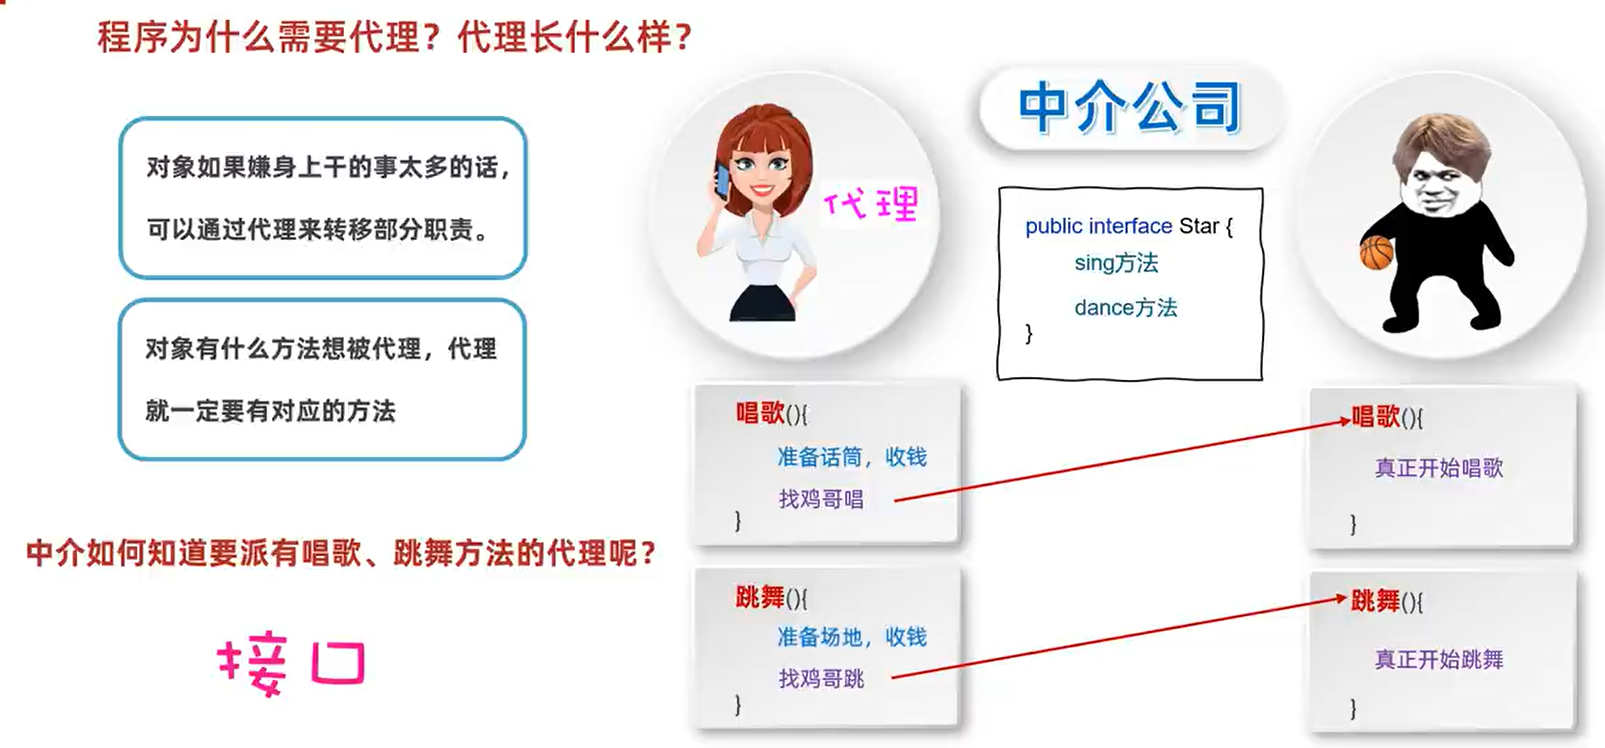 程序为什么需要代理？代理长什么样？
对象如果嫌身上干的事太多的话，
可以通过代理来转移部分职责。
对象有什么方法想被代理，代理
就一定要有对应的方法
中介如何知道要派有唱歌、跳舞方法的代理呢？
接口
代理
中介公司
public interface Star {
sing方法
dance方法
}
唱歌(){
准备话筒，收钱
找鸡哥唱
}
跳舞(){
准备场地，收钱
找鸡哥跳
}
唱歌(){
真正开始唱歌
}
跳舞(){
真正开始跳舞
}